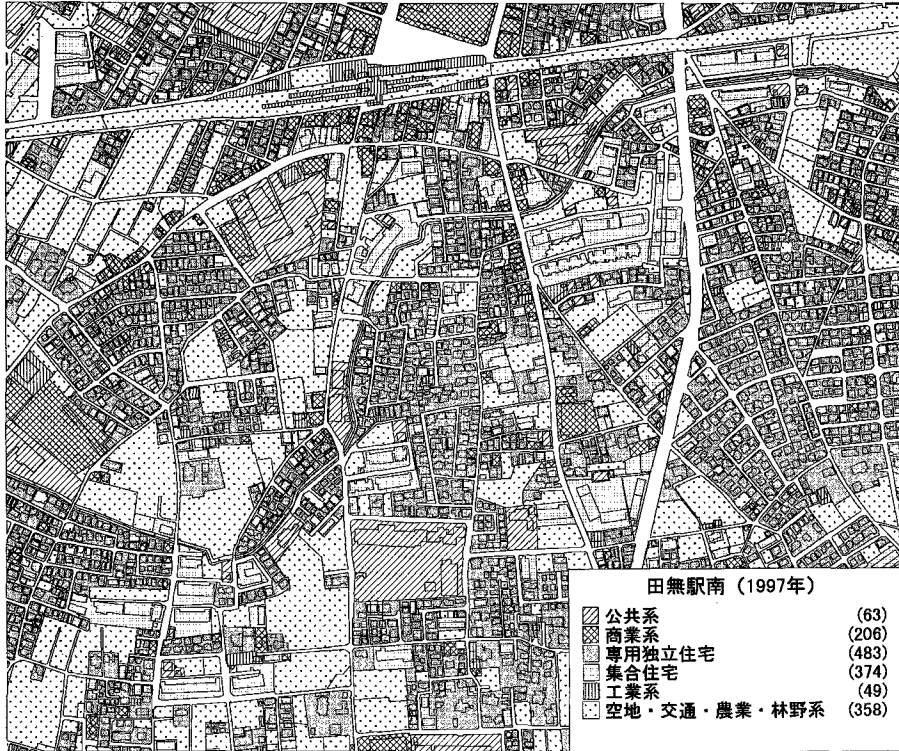 田無駅南（1997年）
公共系 (63)
商業系 (206)
専用独立住宅 (483)
集合住宅 (374)
工業系 (49)
空地・交通・農業・林野系 (358)